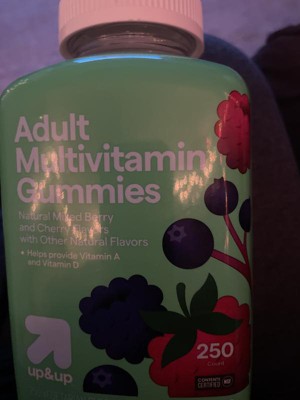 Adult
Multivitamin
Gummies
Natural Mixed Berry
and Cherry Flavors
with Other Natural Flavors
• Helps provide Vitamin A
and Vitamin D
250
COUNT
up&up